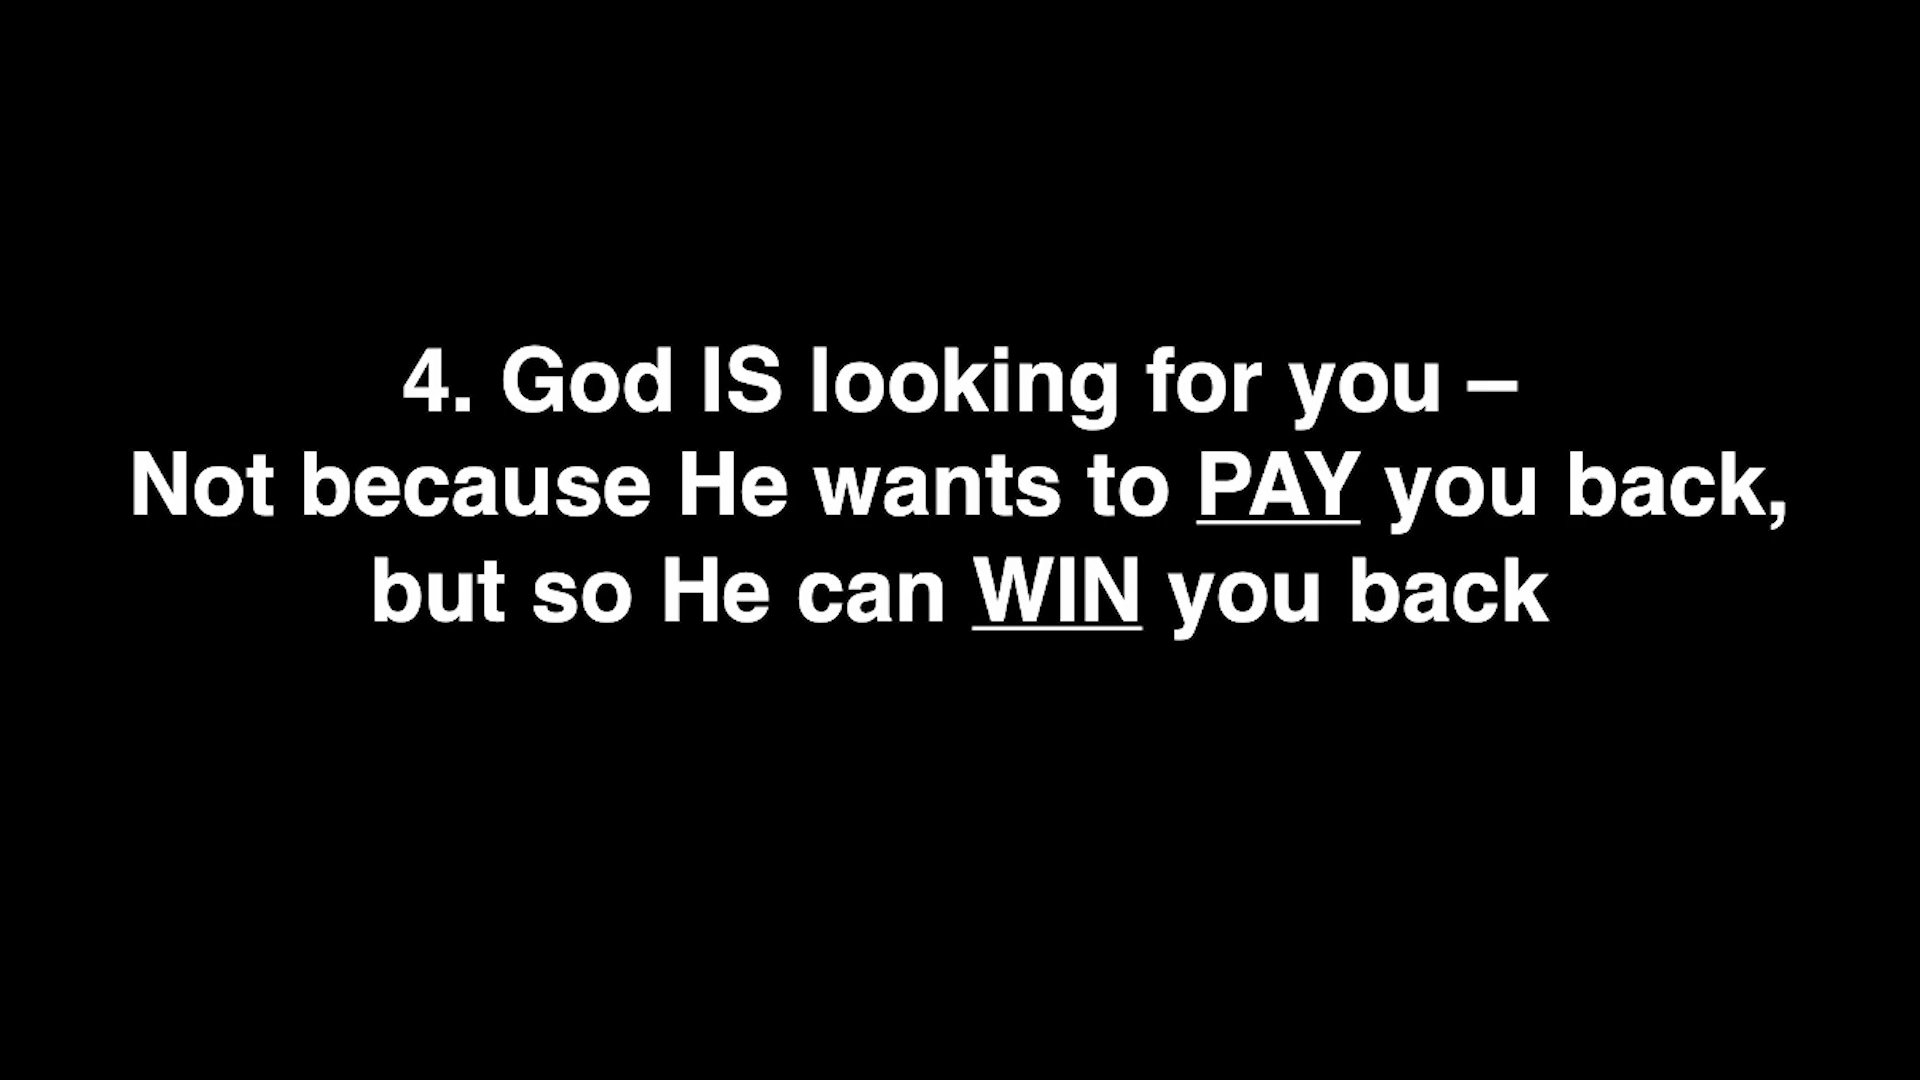 4. God IS looking for you –
Not because He wants to PAY you back,
but so He can WIN you back